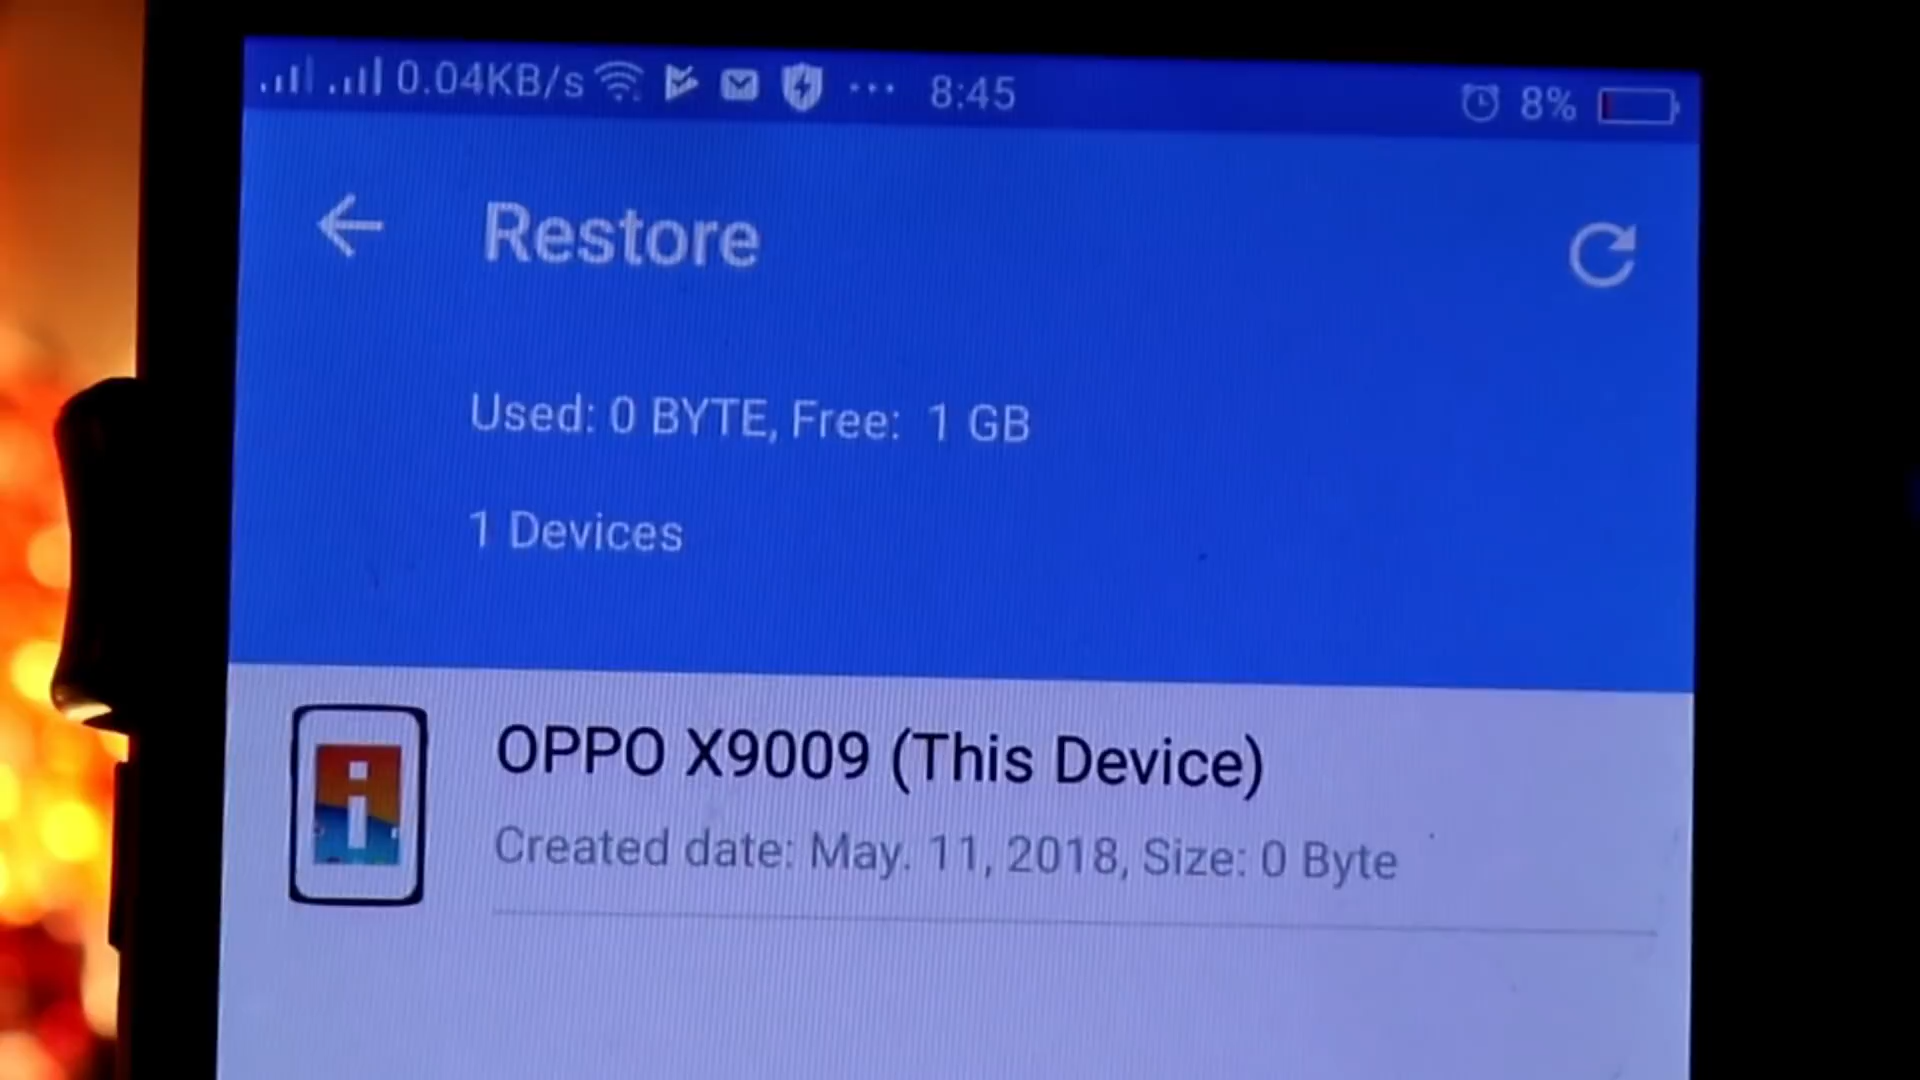 0.04KB/s ... 8:45 8%
Restore
Used: 0 BYTE, Free: 1 GB
1 Devices
OPPO X9009 (This Device)
Created date: May. 11, 2018, Size: 0 Byte